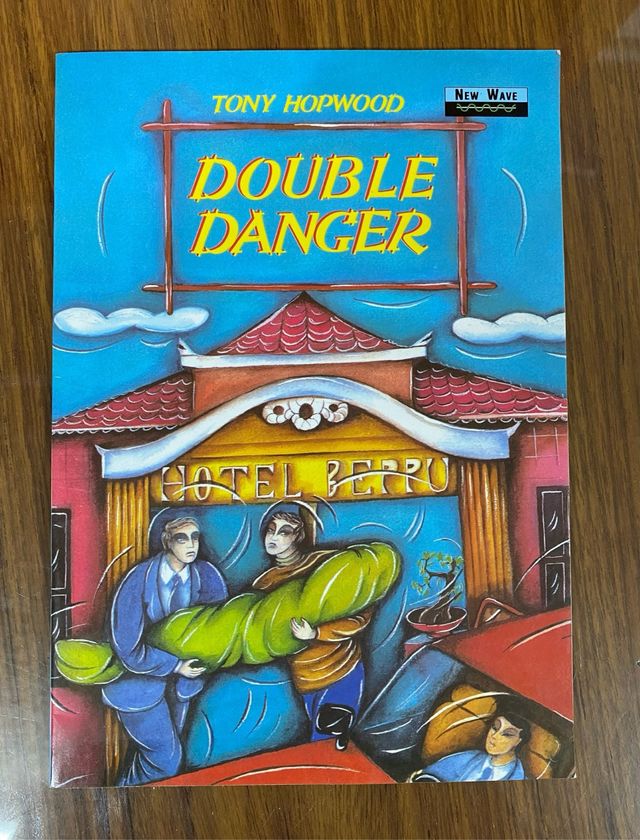 TONY HOPWOOD
NEW WAVE
DOUBLE
DANGER
HOTEL BEPPU